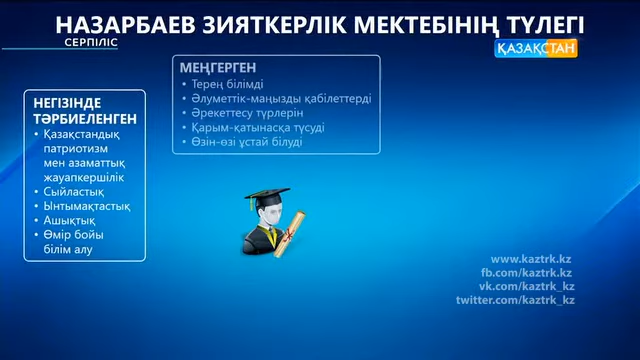 НАЗАРБАЕВ ЗИЯТКЕРЛІК МЕКТЕБІНІҢ ТҮЛЕГІ
СЕРПІЛІС
ҚАЗАҚСТАН
МЕҢГЕРГЕН
• Терең білімді
• Әлуметтік-маңызды қабілеттерді
• Әрекеттесу түрлерін
• Қарым-қатынасқа түсуді
• Өзін-өзі ұстай білуді
НЕГІЗІНДЕ
ТӘРБИЕЛЕНГЕН
• Қазақстандық
патриотизм
мен азаматтық
жауапкершілік
• Сыйластық
• Ынтымақтастық
• Ашықтық
• Өмір бойы
білім алу
www.kaztrk.kz
fb.com/kaztrk.kz
vk.com/kaztrk_kz
twitter.com/kaztrk_kz